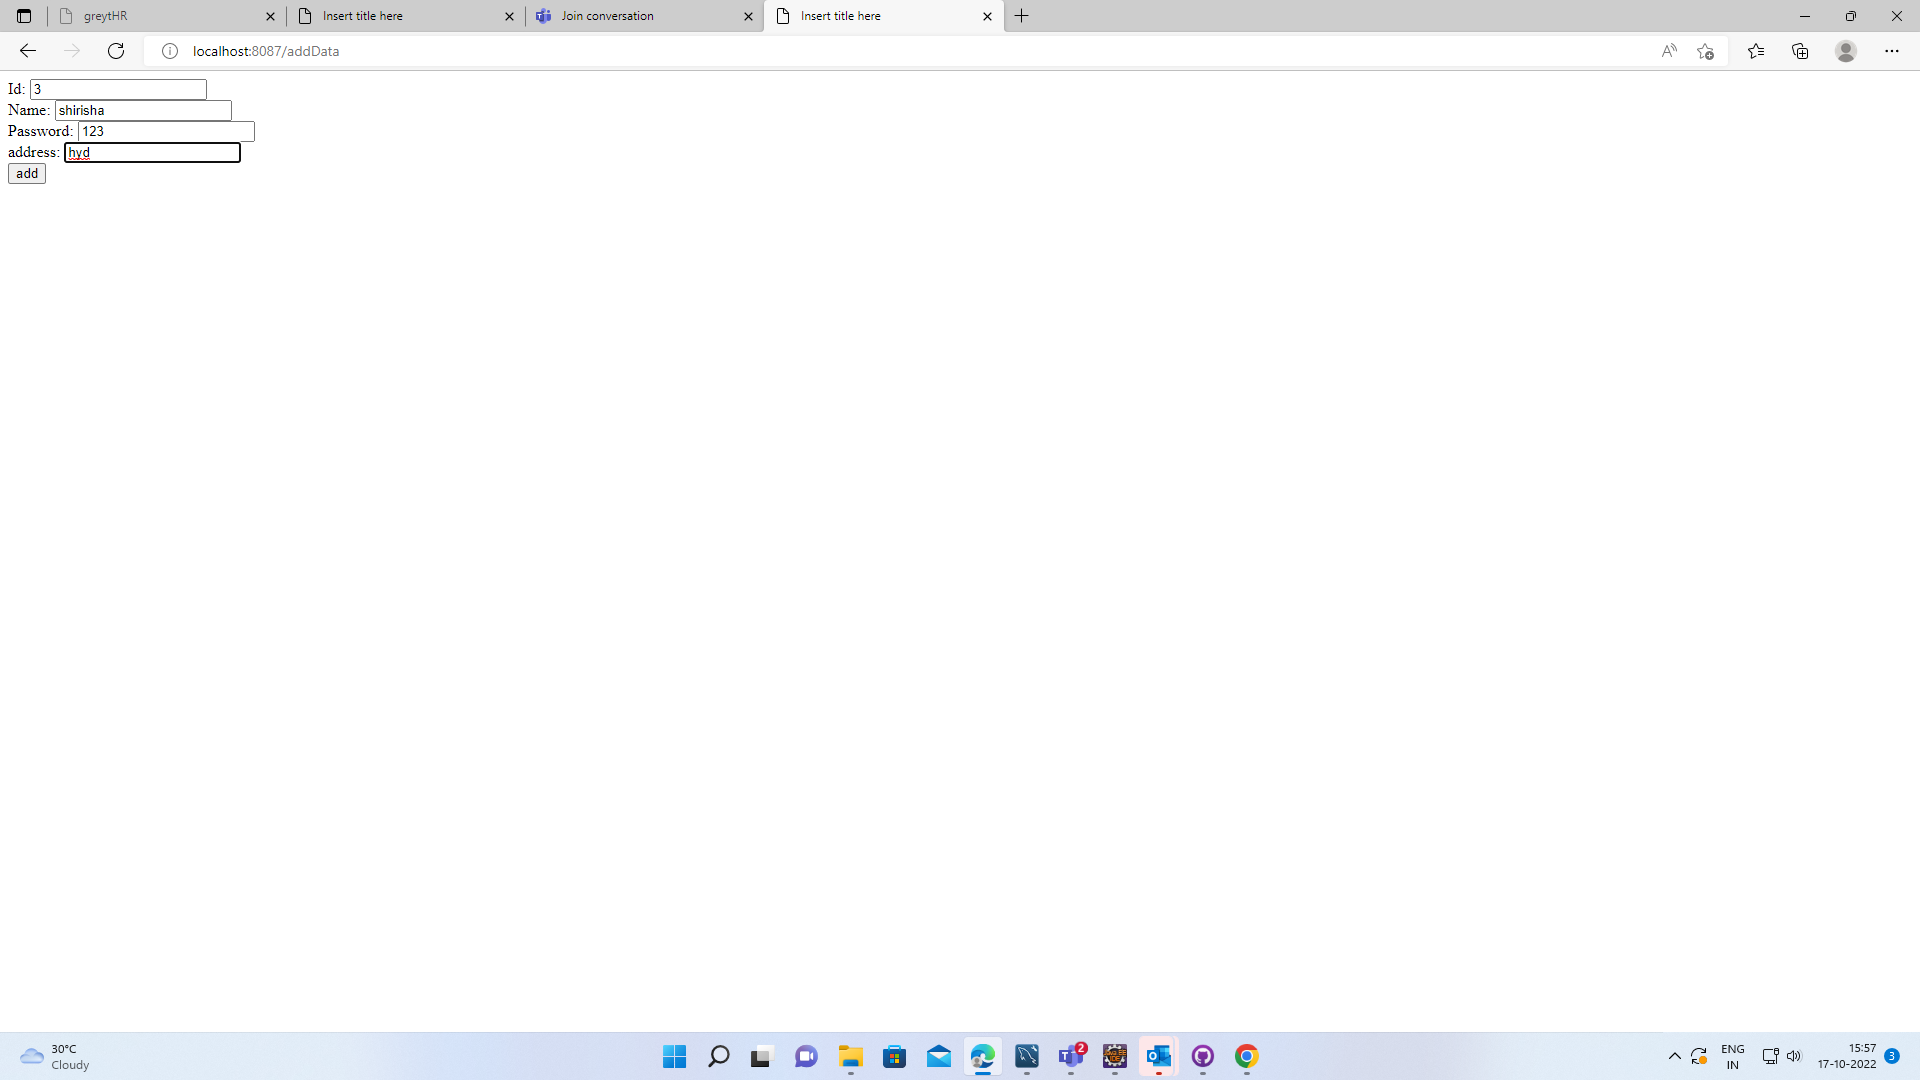 greytHR
Insert title here
Join conversation
Insert title here
localhost:8087/addData
Id: 3
Name: shirisha
Password: 123
address: hyd
add
30°C
Cloudy
2
ENG
IN
15:57
17-10-2022
3